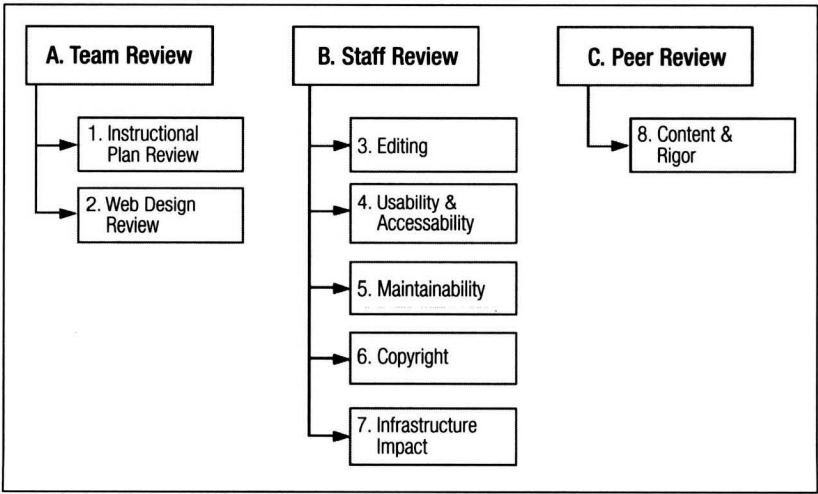 A. Team Review
1. Instructional
Plan Review
2. Web Design
Review
B. Staff Review
3. Editing
4. Usability &
Accessability
5. Maintainability
6. Copyright
7. Infrastructure
Impact
C. Peer Review
8. Content &
Rigor